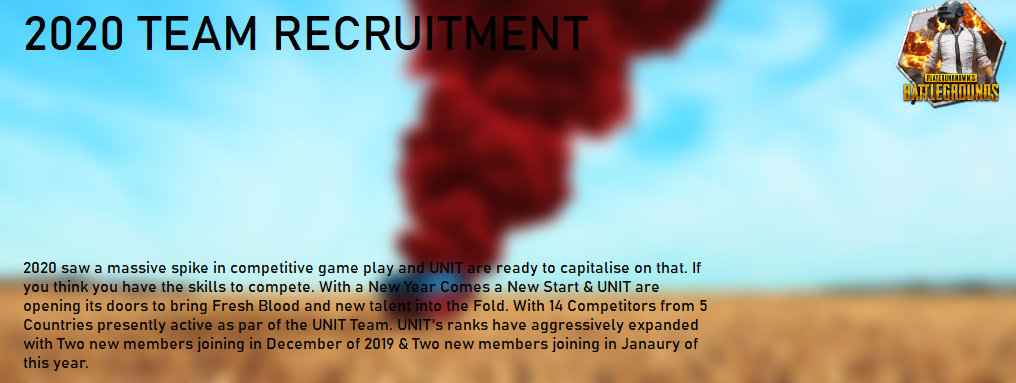 2020 TEAM RECRUITMENT
PLAYERUNKNOWN'S
BATTLEGROUNDS
2020 saw a massive spike in competitive game play and UNIT are ready to capitalise on that. If
you think you have the skills to compete. With a New Year Comes a New Start & UNIT are
opening its doors to bring Fresh Blood and new talent into the Fold. With 14 Competitors from 5
Countries presently active as par of the UNIT Team. UNIT's ranks have aggressively expanded
with Two new members joining in December of 2019 & Two new members joining in Janaury of
this year.